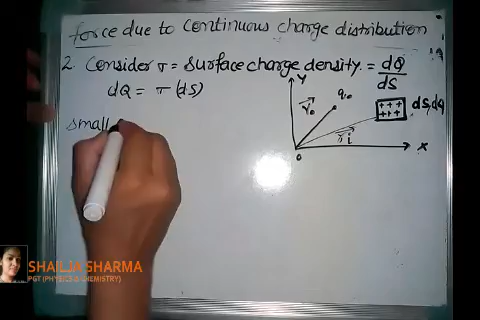 force due to Continuous charge distribution
2. Consider σ = Surface charge density. = dQ/dS
dQ = σ (dS)
small
Y
r₀
q₀
+ + +
+ + +
dS, dQ
rᵢ
X
0
SHAILJA SHARMA
PGT (PHYSICS & CHEMISTRY)